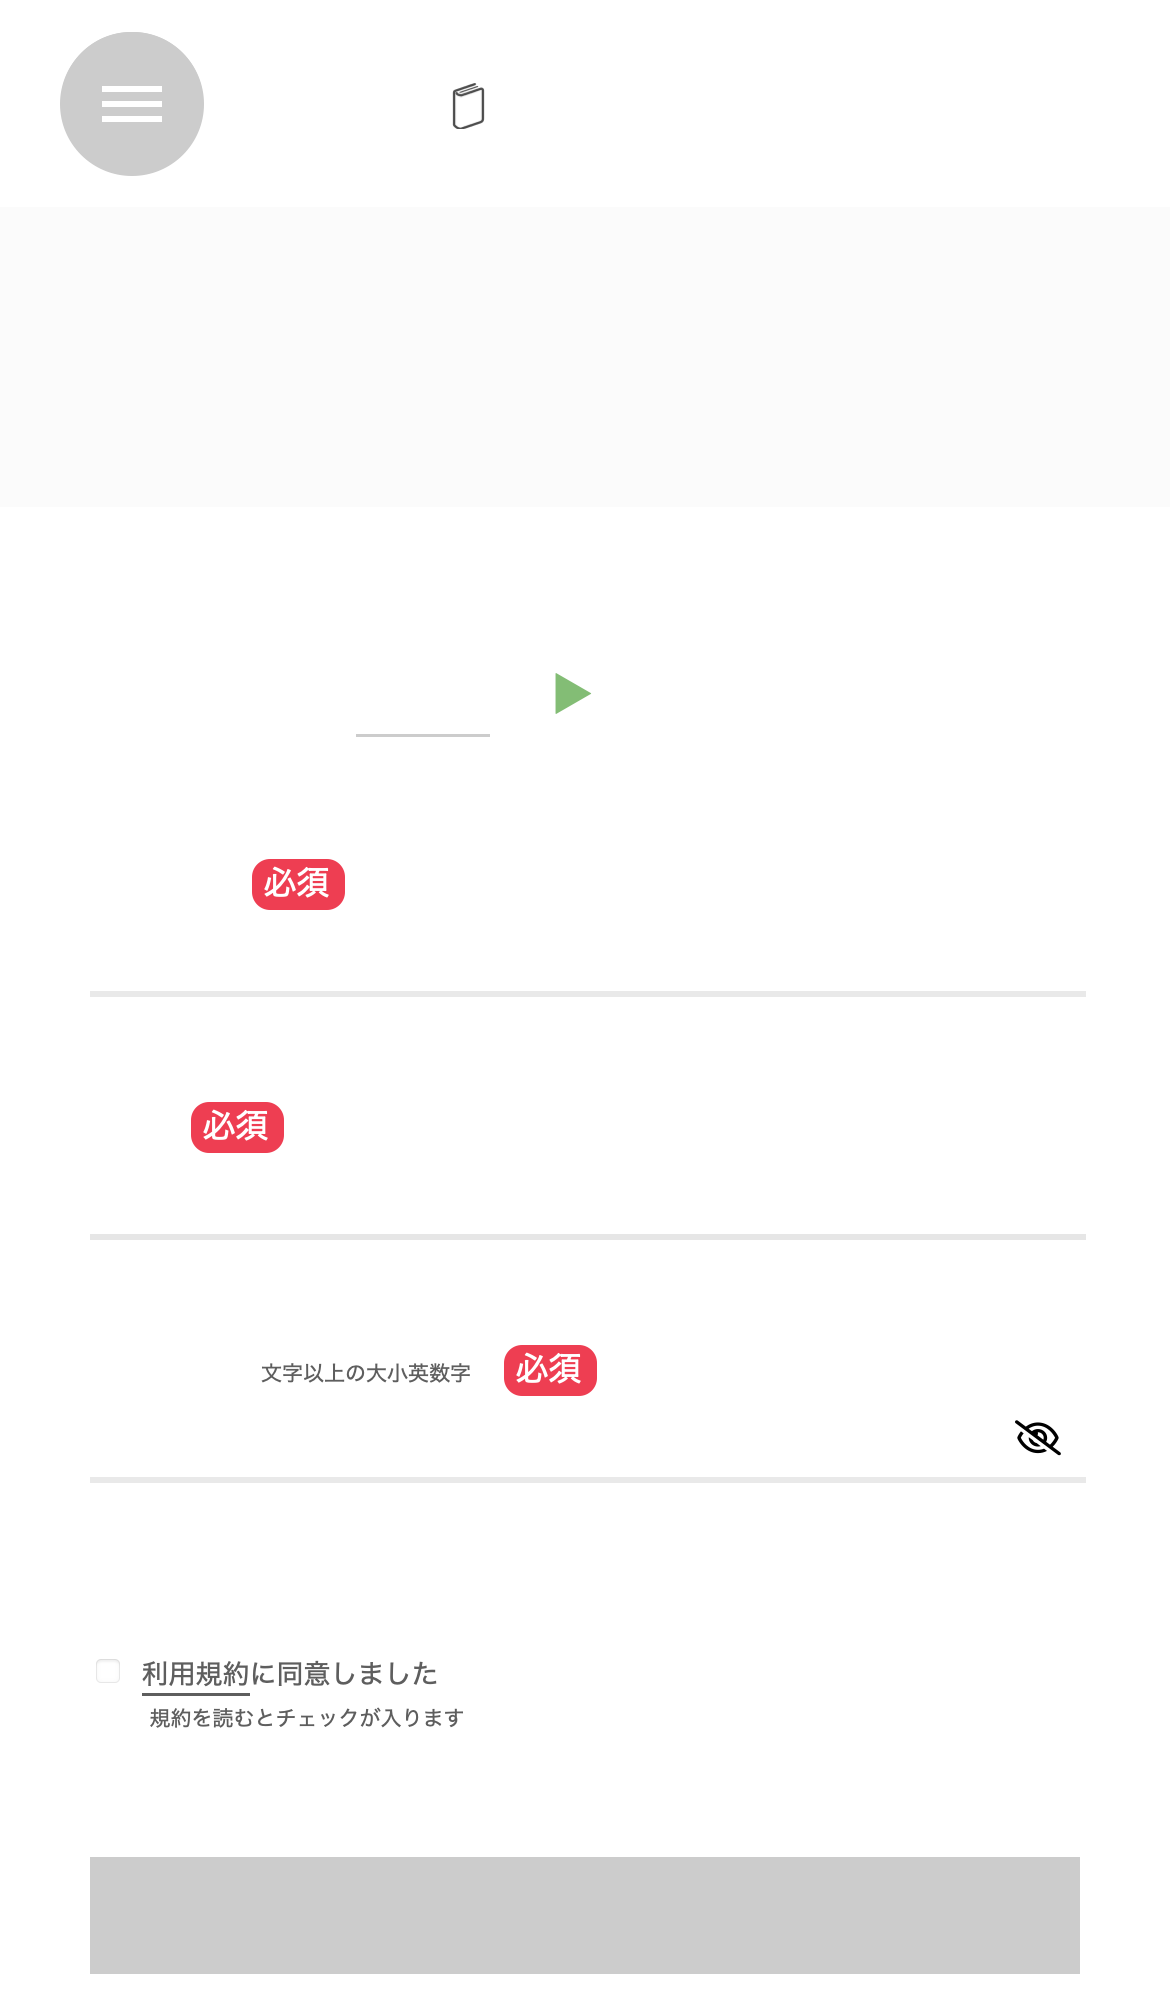 必須
必須
文字以上の大小英数字 必須
利用規約に同意しました
規約を読むとチェックが入ります